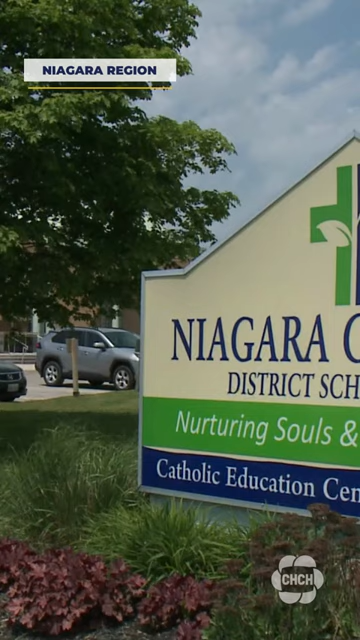 NIAGARA REGION
NIAGARA C
DISTRICT SCH
Nurturing Souls &
Catholic Education Cen
CHCH